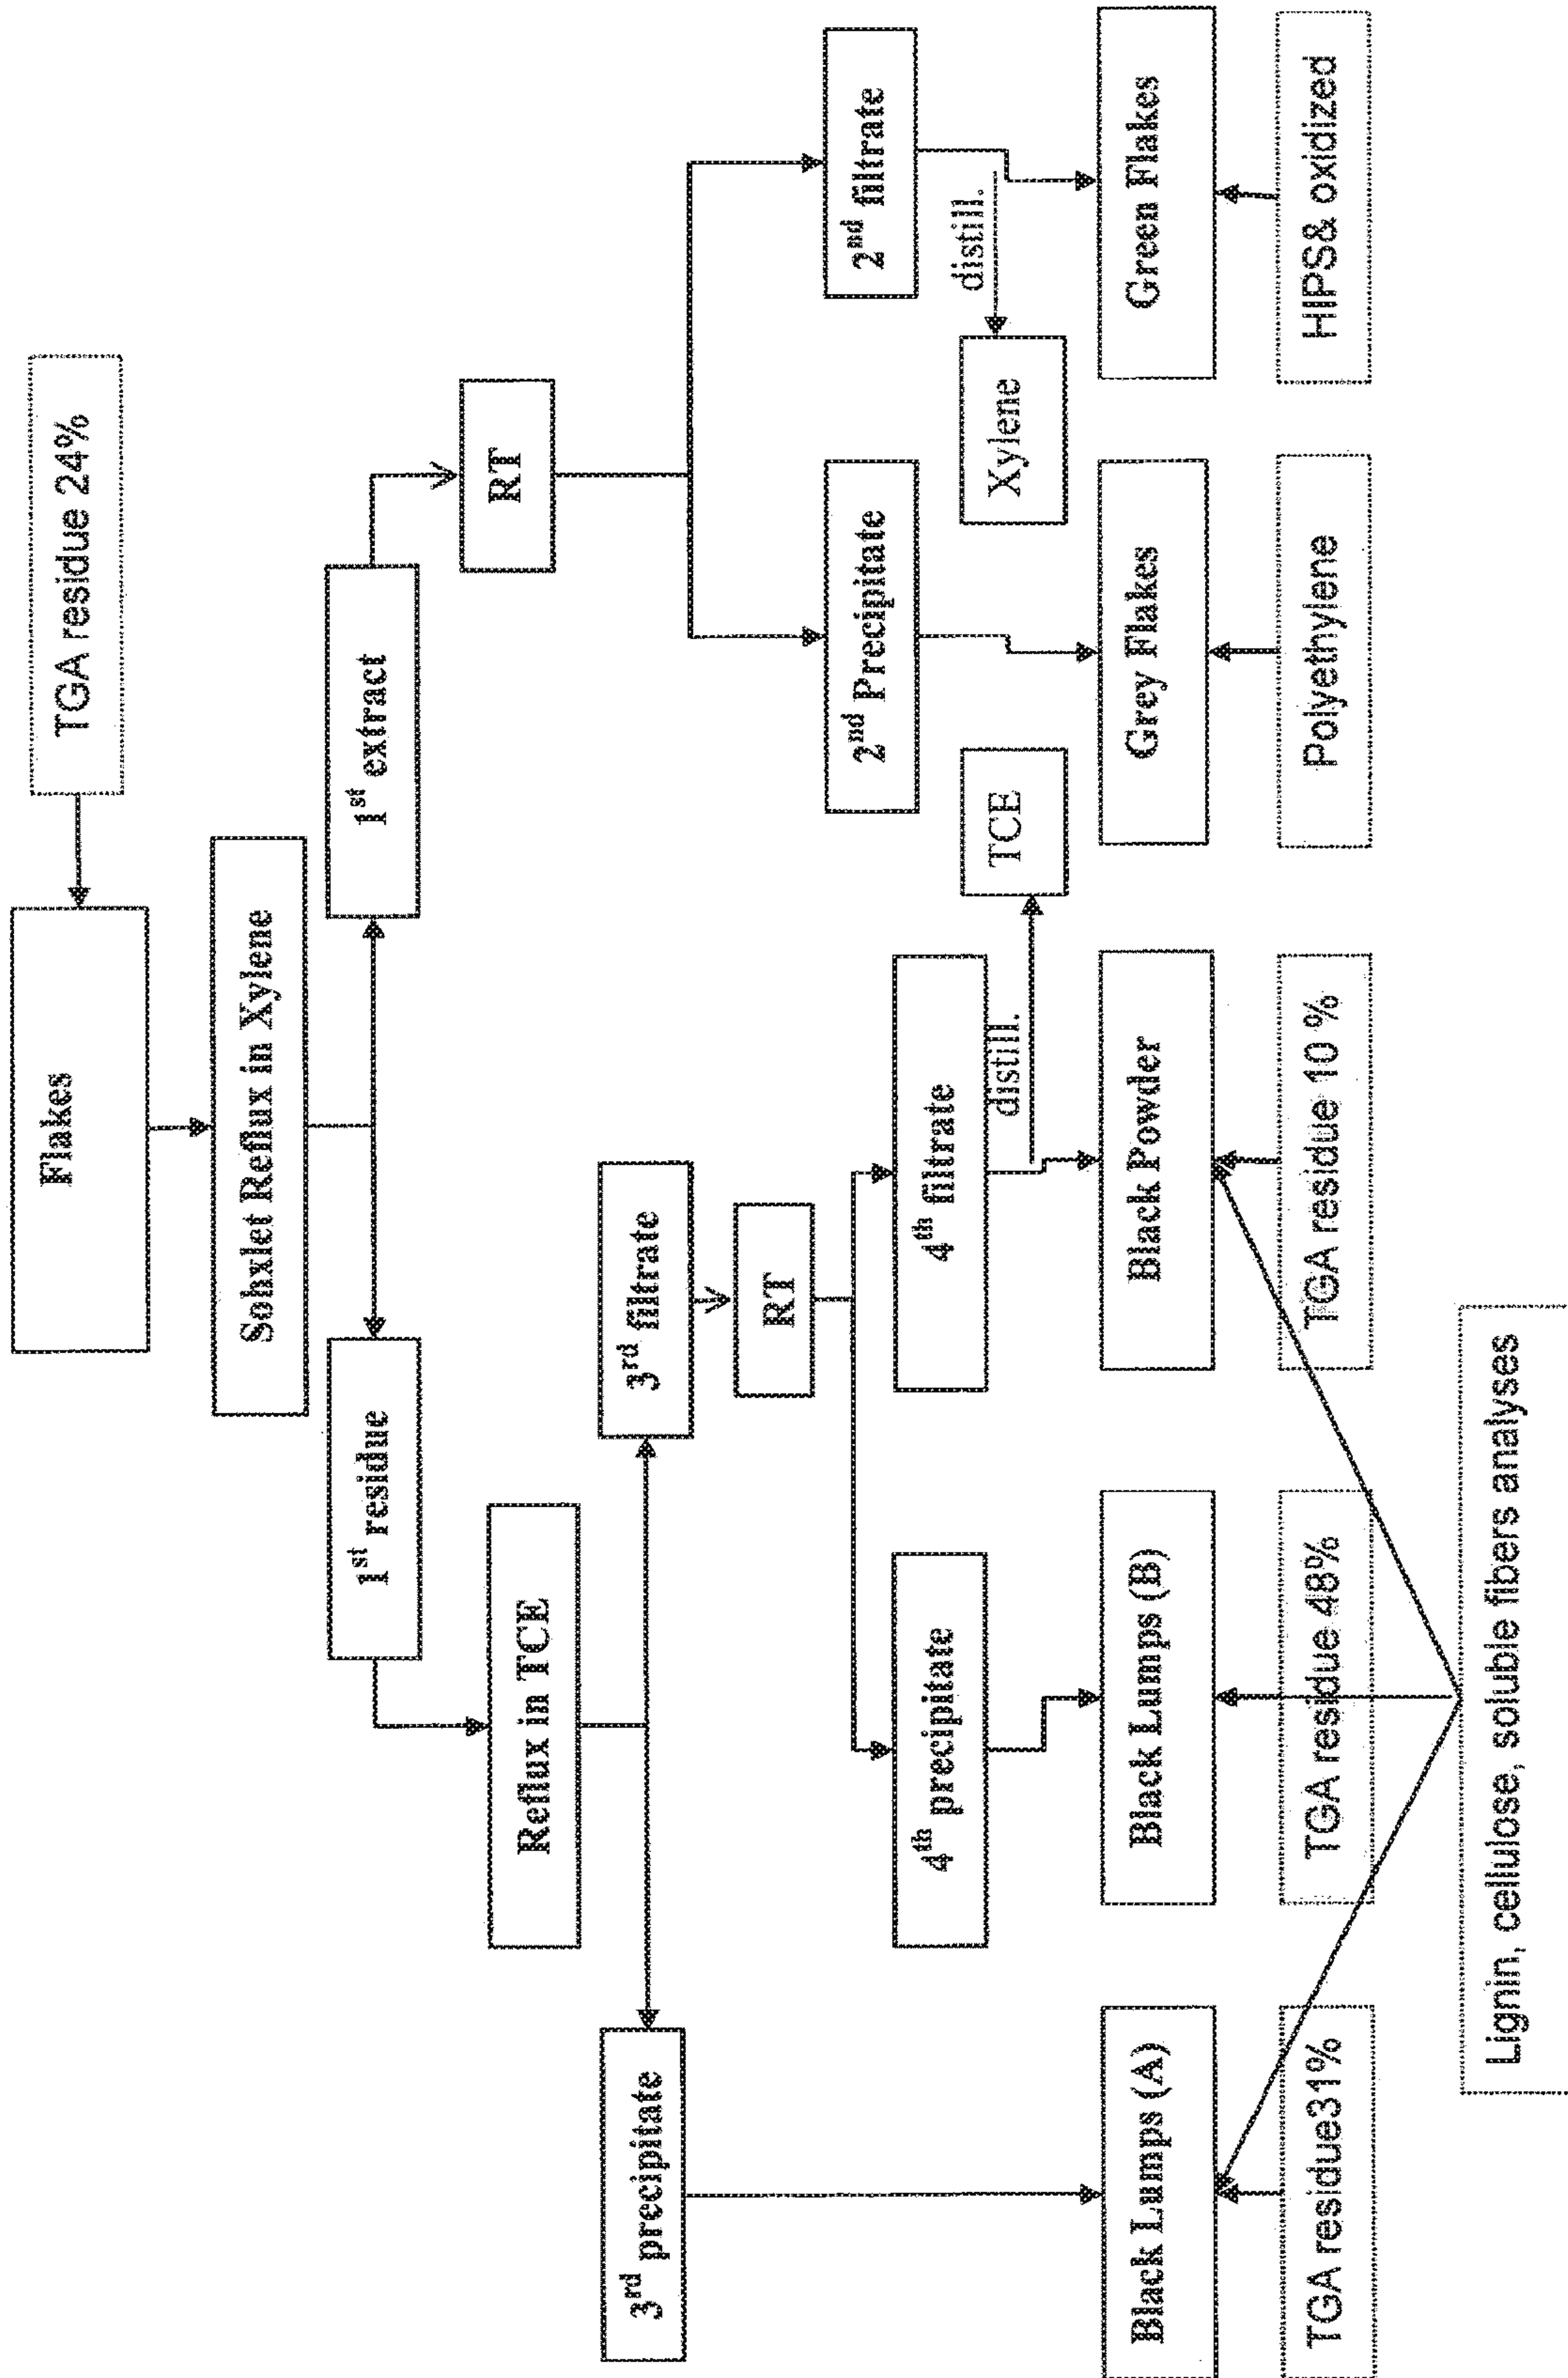 TGA residue 24%
Flakes
Sohxlet Reflux in Xylene
1st residue
1st extract
RT
Reflux in TCE
3rd precipitate
3rd filtrate
RT
2nd Precipitate
2nd filtrate
4th precipitate
4th filtrate
distill.
TCE
distill.
Xylene
Black Lumps (A)
Black Lumps (B)
Black Powder
Grey Flakes
Green Flakes
TGA residue31%
TGA residue 48%
TGA residue 10 %
Polyethylene
HIPS& oxidized
Lignin, cellulose, soluble fibers analyses